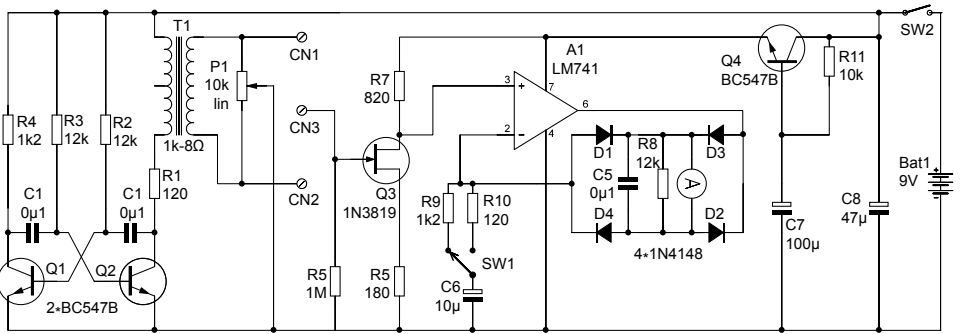 T1
CN1
P1
10k
lin
CN3
CN2
1k-8Ω
R4
1k2
R3
12k
R2
12k
R1
120
C1
0µ1
C1
0µ1
Q1
Q2
2*BC547B
R7
820
Q3
1N3819
R5
1M
R5
180
A1
LM741
3
+
2
-
7
4
6
R9
1k2
R10
120
SW1
C6
10µ
D1
D3
D4
D2
C5
0µ1
R8
12k
A
4*1N4148
Q4
BC547B
R11
10k
C7
100µ
C8
47µ
SW2
Bat1
9V